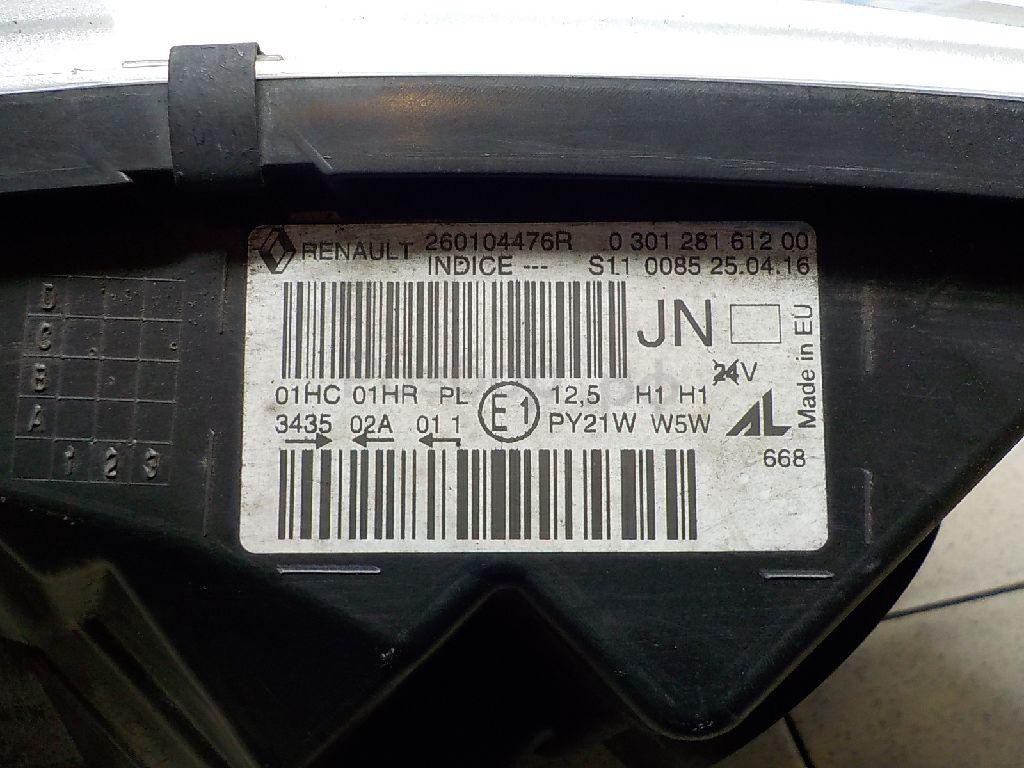 RENAULT 260104476R 0 301 281 612 00
INDICE --- S1.1 0085 25.04.16
JN
24V
Made in EU
01HC 01HR PL E1 12,5 H1 H1
3435 02A 01 1 PY21W W5W AL
668
D
C
B
A
1 2 3